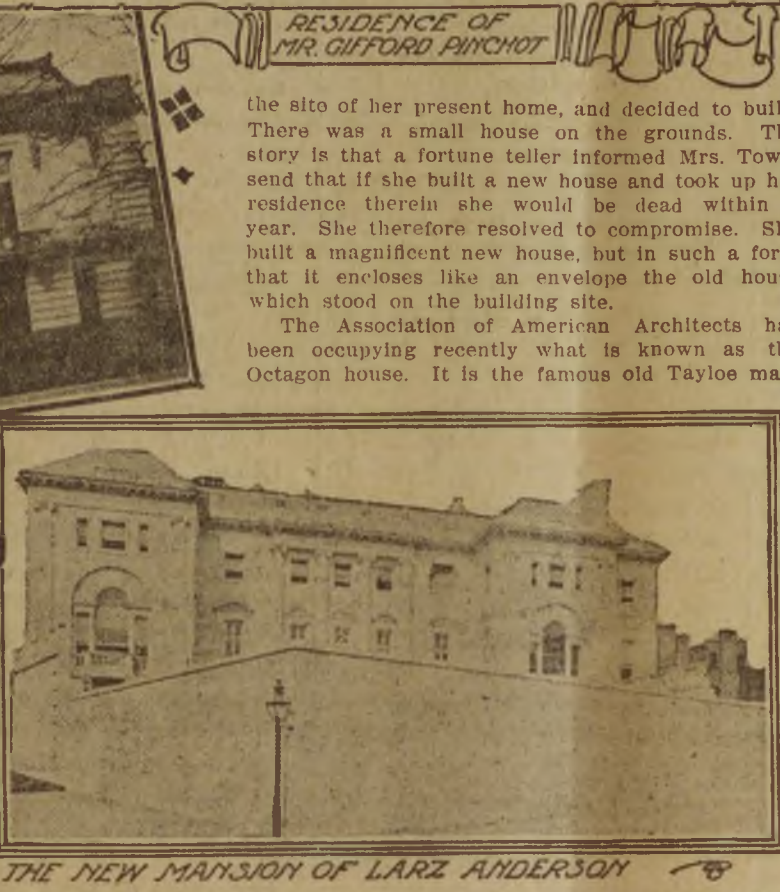 RESIDENCE OF
MR. GIFFORD PINCHOT
the site of her present home, and decided to buil
There was a small house on the grounds. Th
story is that a fortune teller informed Mrs. Tow
send that if she built a new house and took up h
residence therein she would be dead within
year. She therefore resolved to compromise. Sh
built a magnificent new house, but in such a for
that it encloses like an envelope the old hou
which stood on the building site.
The Association of American Architects ha
been occupying recently what is known as th
Octagon house. It is the famous old Tayloe ma
THE NEW MANSION OF LARZ ANDERSON